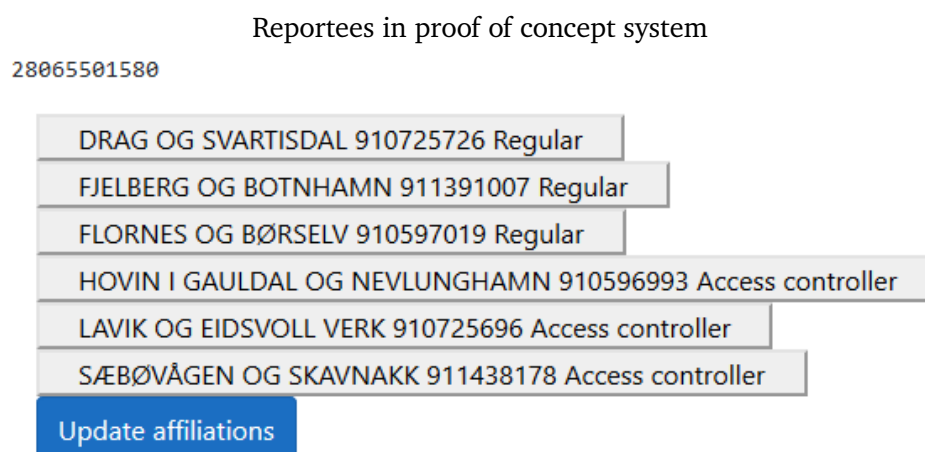 Reportees in proof of concept system
28065501580
DRAG OG SVARTISDAL 910725726 Regular
FJELBERG OG BOTNHAMN 911391007 Regular
FLORNES OG BØRSELV 910597019 Regular
HOVIN I GAULDAL OG NEVLUNGHAMN 910596993 Access controller
LAVIK OG EIDSVOLL VERK 910725696 Access controller
SÆBØVÅGEN OG SKAVNAKK 911438178 Access controller
Update affiliations